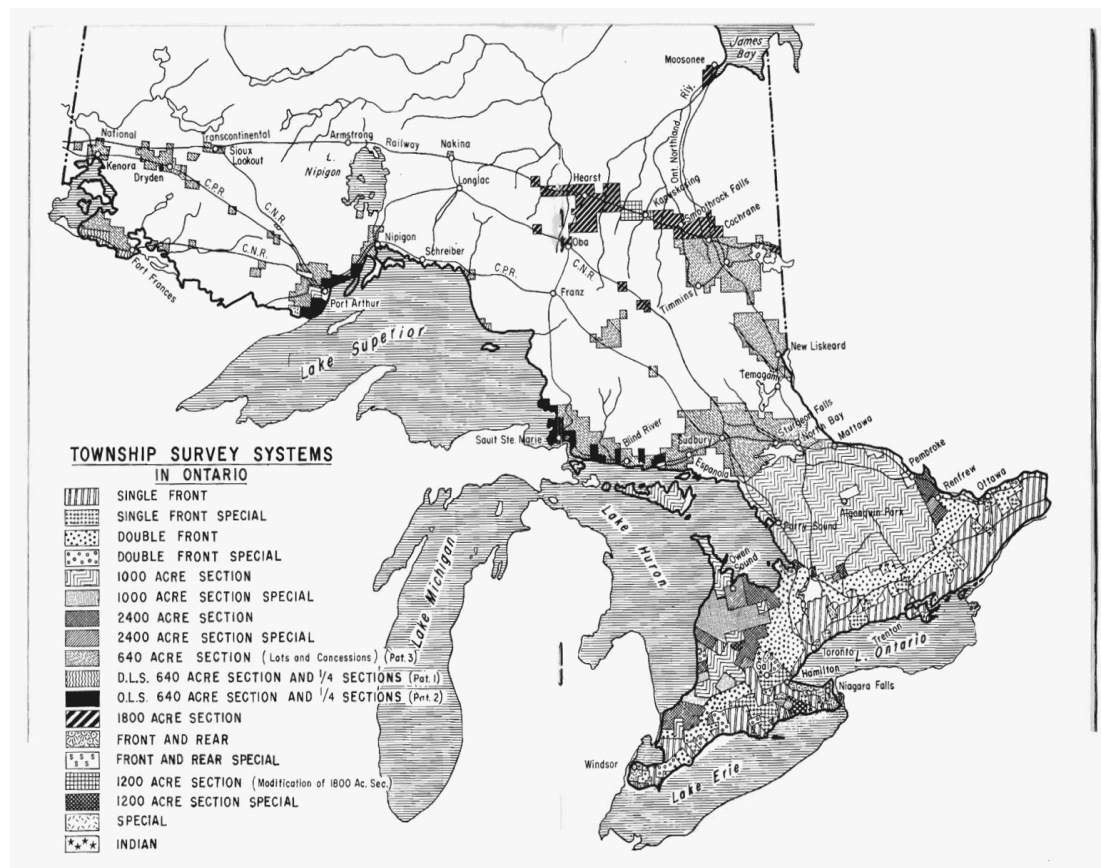 James
Bay
Moosonee
Riv.
Ont. Northland
National
Transcontinental
Armstrong
Railway
Nakina
Sioux
Lookout
L.
Nipigon
Kenora
Dryden
C.P.R.
C.N.R.
Longlac
Hearst
Kapuskasing
Smoothrock Falls
Cochrane
Nipigon
Oba
Schreiber
C.N.R.
C.P.R.
C.N.R.
Fort Frances
Port Arthur
Franz
Timmins
Lake Superior
New Liskeard
Temagami
Sturgeon Falls
North Bay
Mattawa
Sault Ste. Marie
Blind River
Sudbury
Espanola
Pembroke
Renfrew
Ottawa
Algonquin Park
Parry Sound
Lake Michigan
Lake Huron
Owen
Sound
Trenton
Toronto
L. Ontario
Galt
Hamilton
Niagara Falls
Windsor
Lake Erie
TOWNSHIP SURVEY SYSTEMS
IN ONTARIO
SINGLE FRONT
SINGLE FRONT SPECIAL
DOUBLE FRONT
DOUBLE FRONT SPECIAL
1000 ACRE SECTION
1000 ACRE SECTION SPECIAL
2400 ACRE SECTION
2400 ACRE SECTION SPECIAL
640 ACRE SECTION (Lots and Concessions) (Pat. 3)
D.L.S. 640 ACRE SECTION AND 1/4 SECTIONS (Pat. 1)
O.L.S. 640 ACRE SECTION AND 1/4 SECTIONS (Pat. 2)
1800 ACRE SECTION
FRONT AND REAR
FRONT AND REAR SPECIAL
1200 ACRE SECTION (Modification of 1800 Ac. Sec.)
1200 ACRE SECTION SPECIAL
SPECIAL
INDIAN